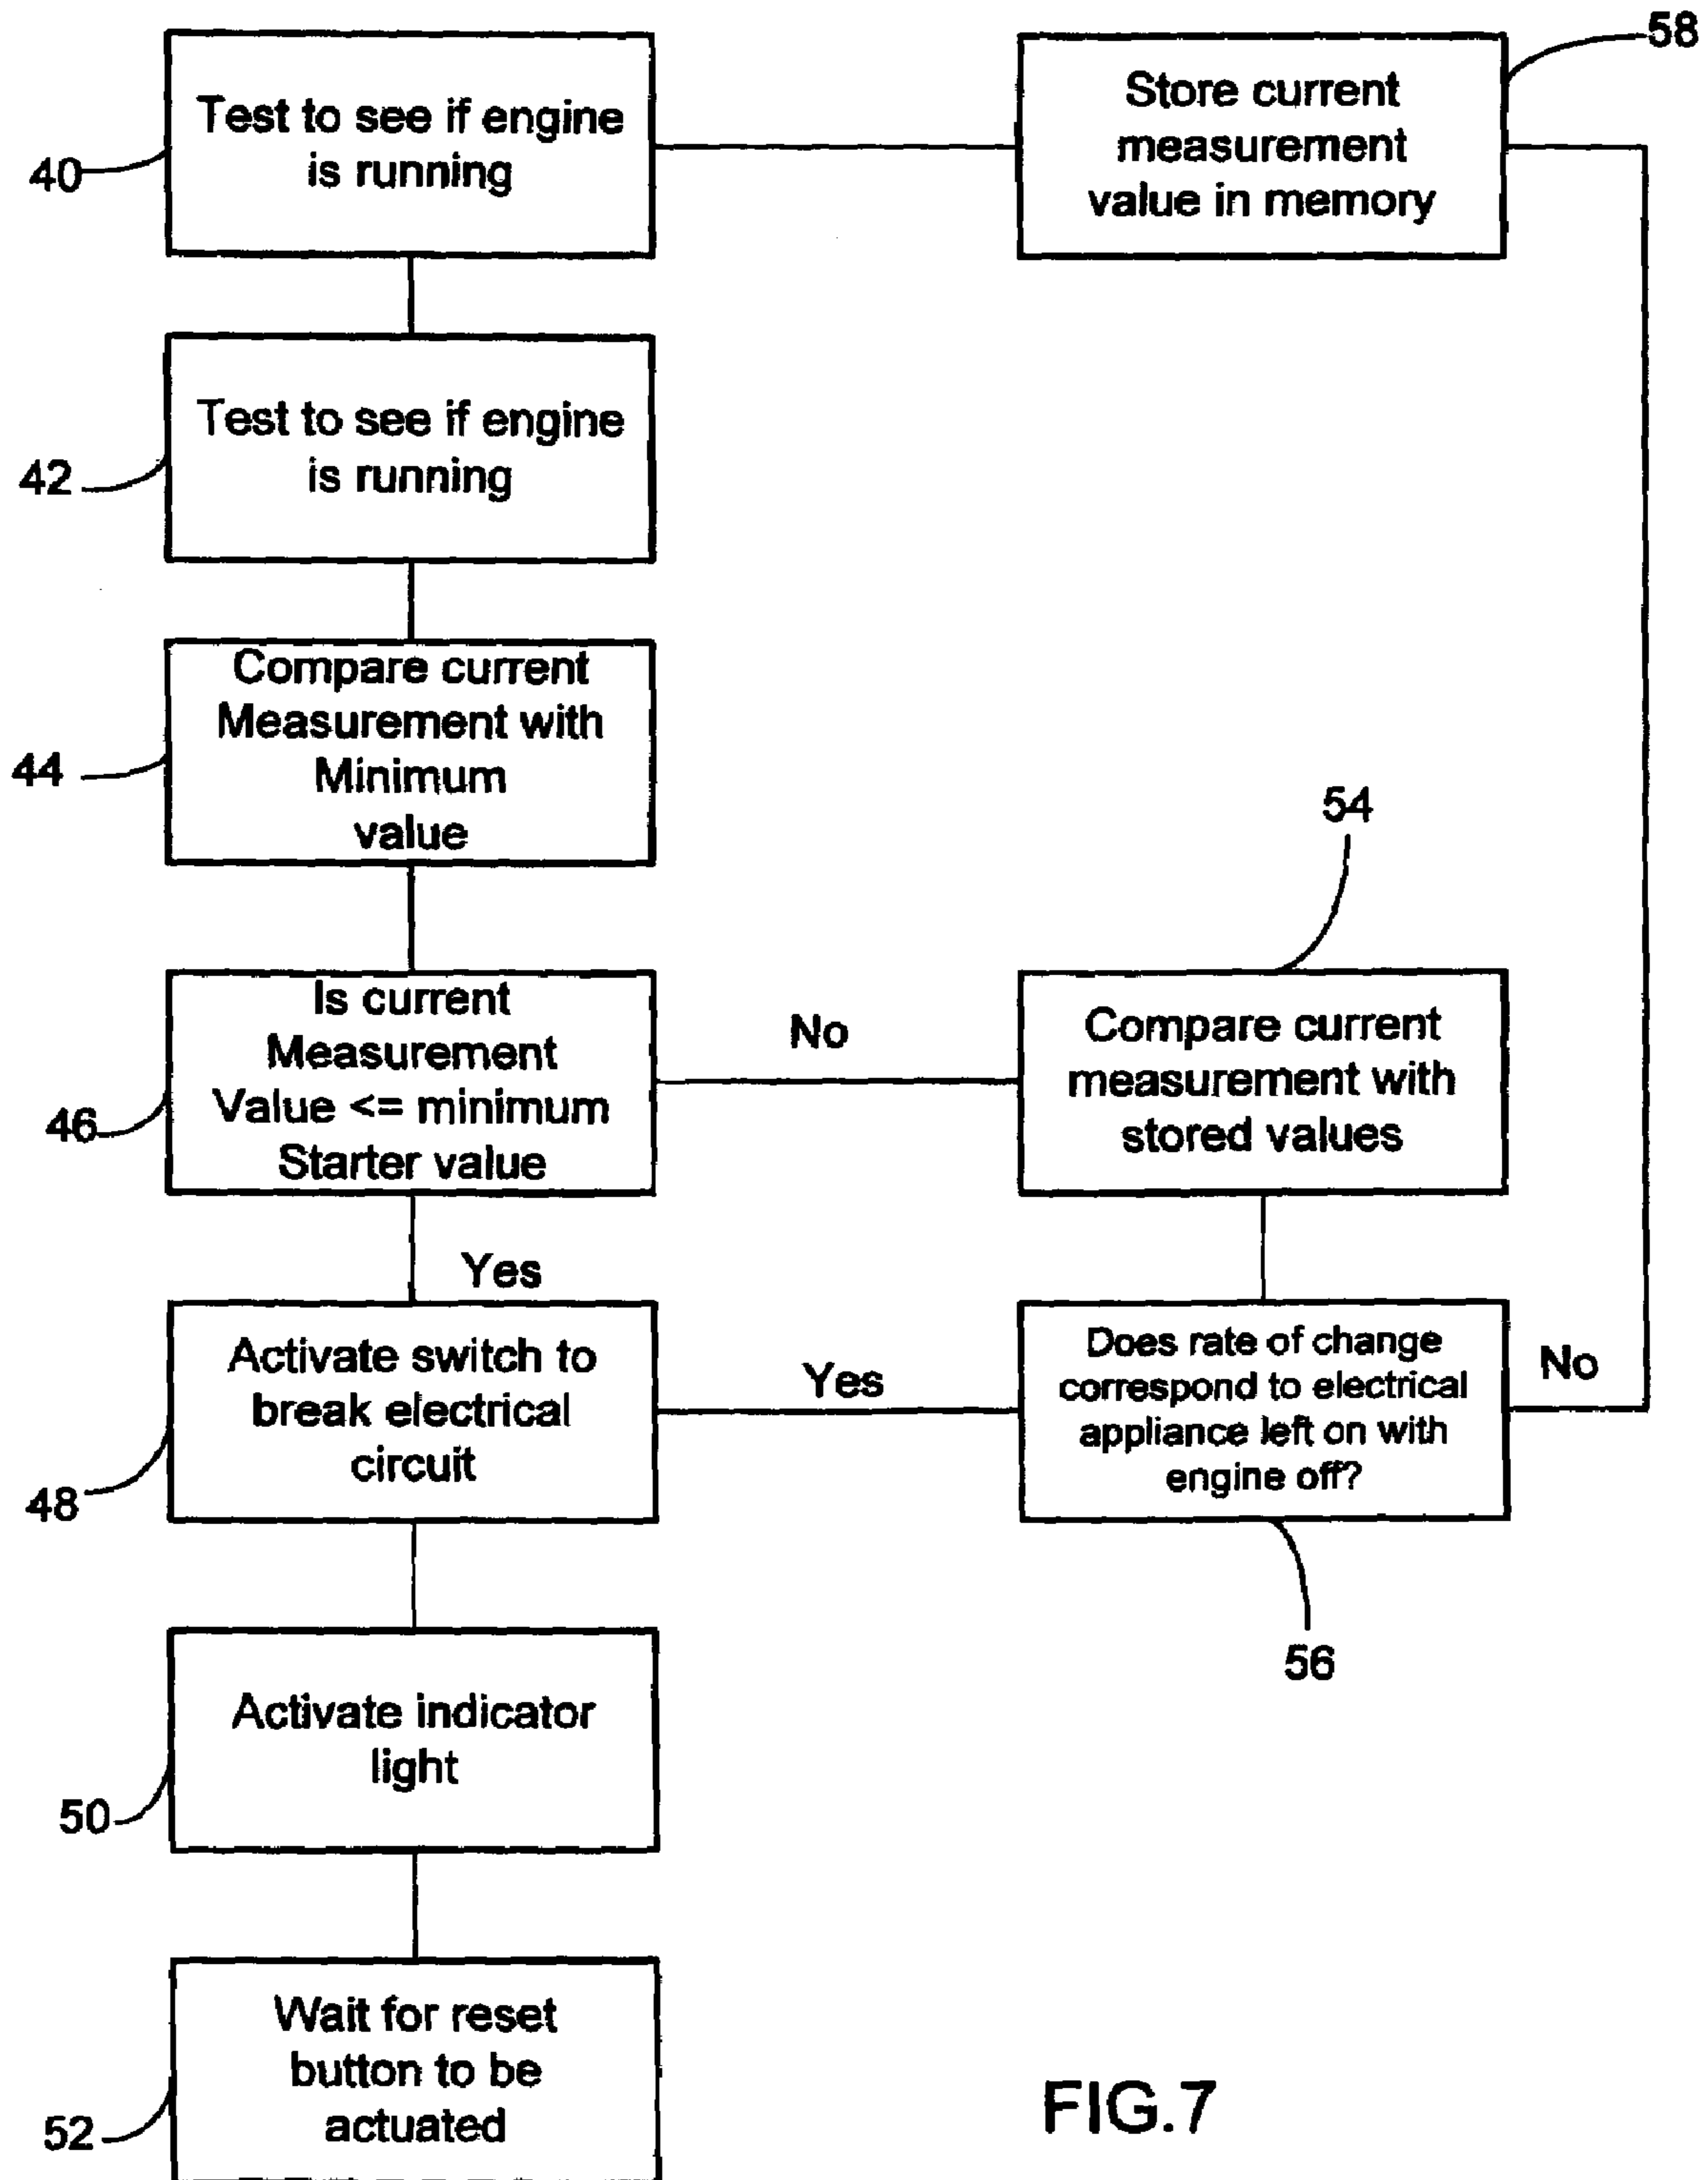 58
Test to see if engine
is running
40
Store current
measurement
value in memory
Test to see if engine
is running
42
Compare current
Measurement with
Minimum
value
44
54
Is current
Measurement
Value <= minimum
Starter value
46
No
Compare current
measurement with
stored values
Yes
Activate switch to
break electrical
circuit
48
Yes
Does rate of change
correspond to electrical
appliance left on with
engine off?
No
56
Activate indicator
light
50
Wait for reset
button to be
actuated
52
FIG.7